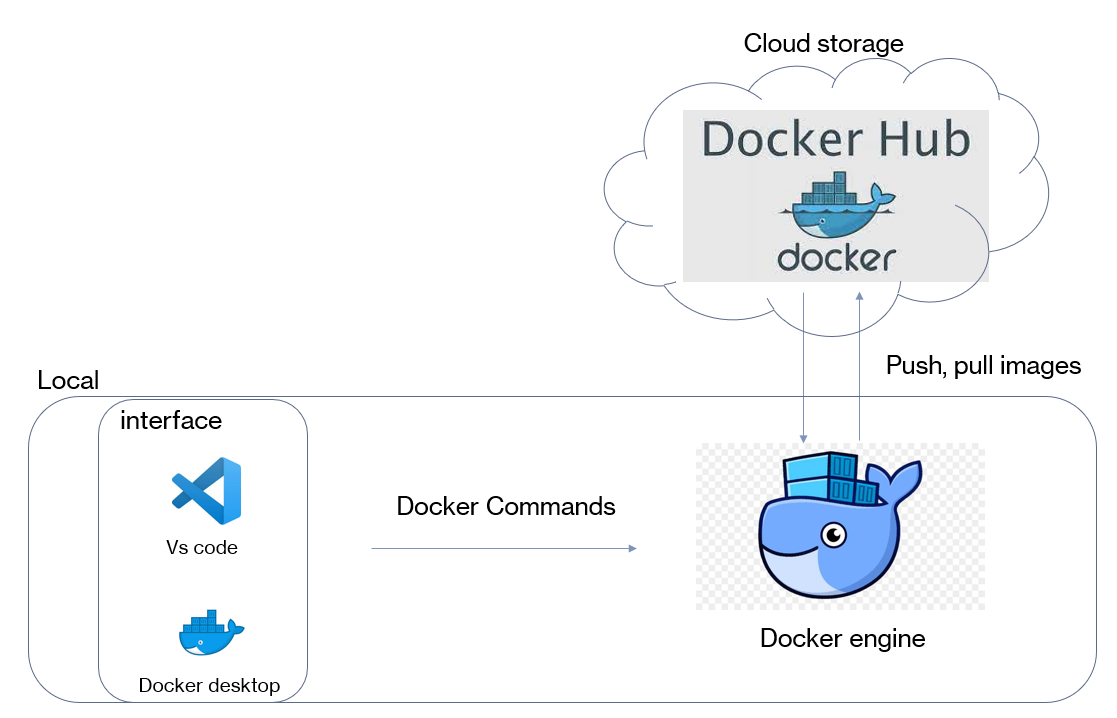 Cloud storage
Docker Hub
docker
Push, pull images
Local
interface
Vs code
Docker Commands
Docker desktop
Docker engine